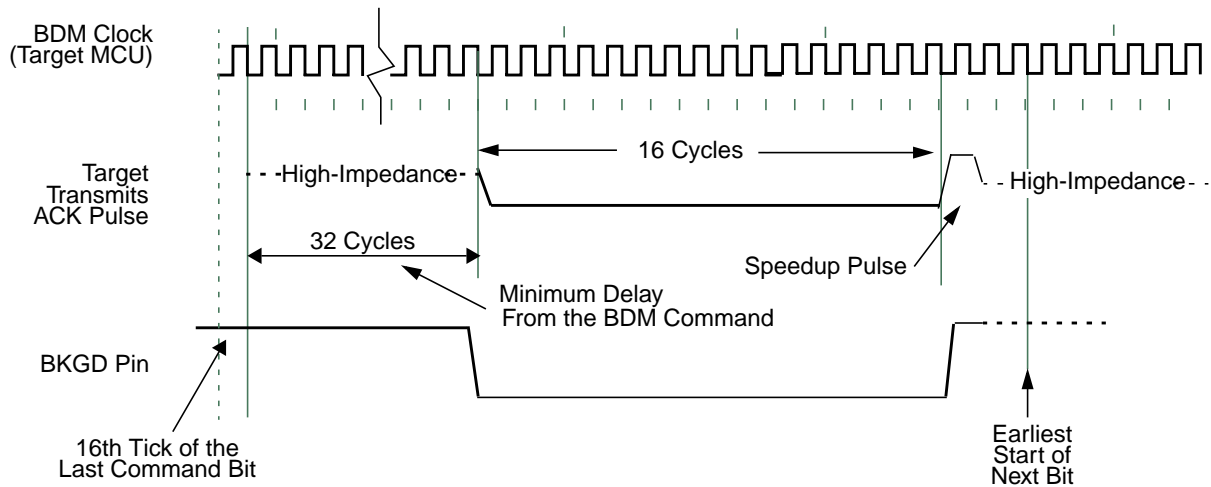 BDM Clock
(Target MCU)
16 Cycles
Target
Transmits
ACK Pulse
High-Impedance
High-Impedance
32 Cycles
Speedup Pulse
Minimum Delay
From the BDM Command
BKGD Pin
16th Tick of the
Last Command Bit
Earliest
Start of
Next Bit